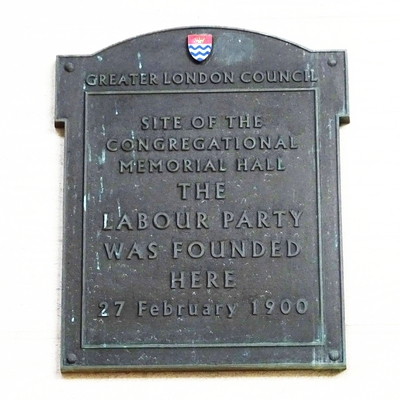 GREATER LONDON COUNCIL
SITE OF THE
CONGREGATIONAL
MEMORIAL HALL
THE
LABOUR PARTY
WAS FOUNDED
HERE
27 February 1900